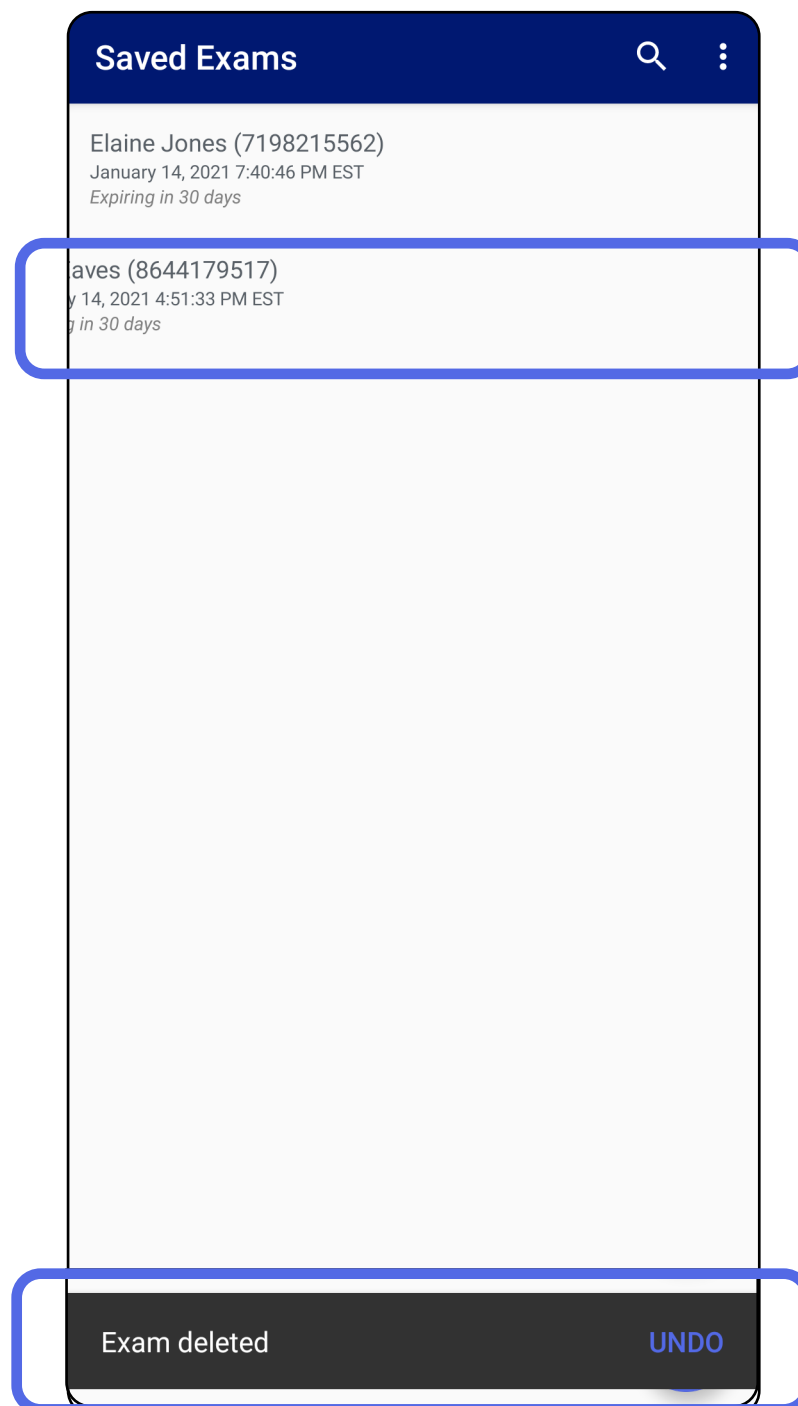 Saved Exams
Elaine Jones (7198215562)
January 14, 2021 7:40:46 PM EST
Expiring in 30 days
aves (8644179517)
y 14, 2021 4:51:33 PM EST
g in 30 days
Exam deleted UNDO